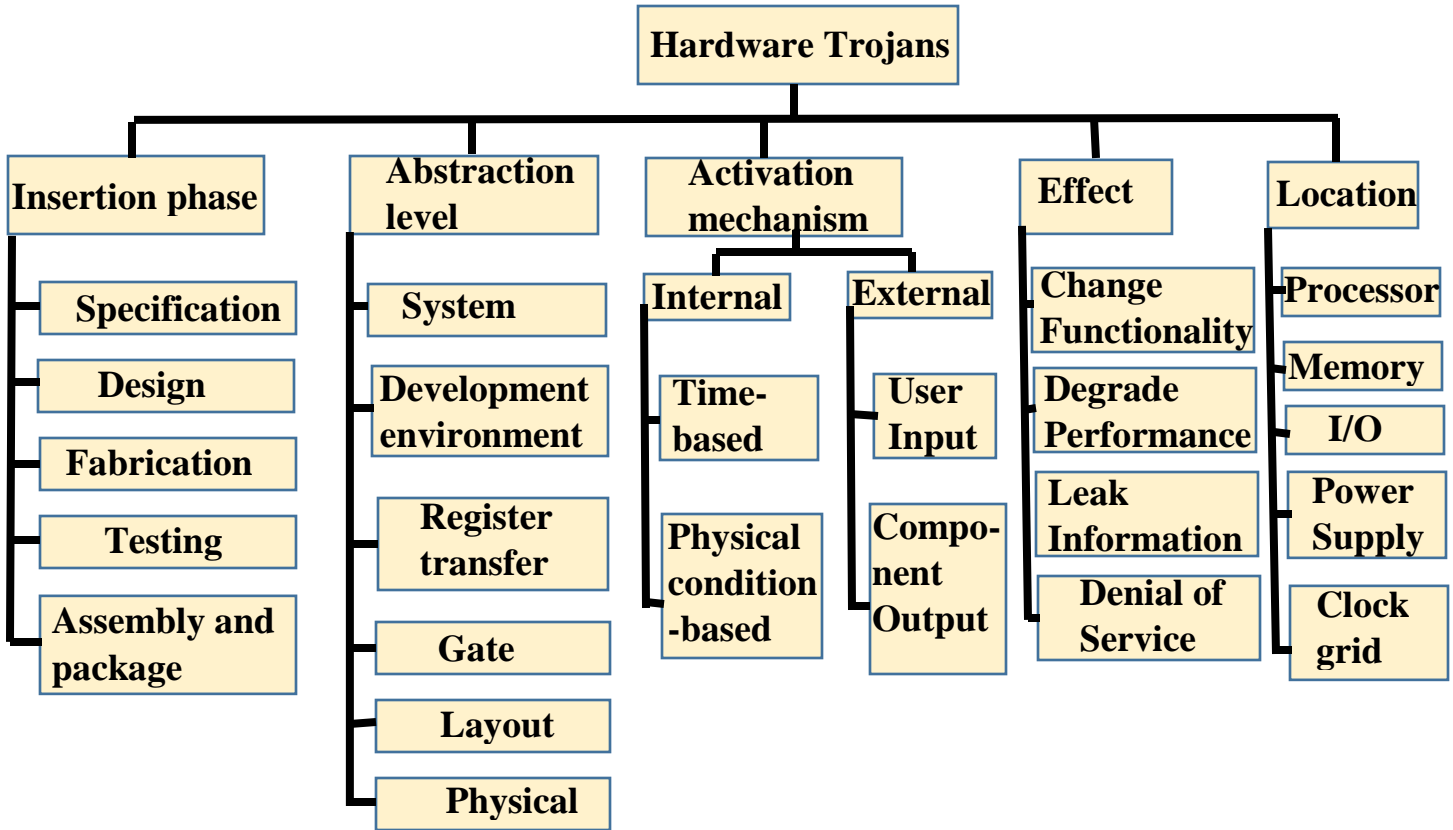 Hardware Trojans
Insertion phase
Specification
Design
Fabrication
Testing
Assembly and
package
Abstraction
level
System
Development
environment
Register
transfer
Gate
Layout
Physical
Activation
mechanism
Internal
Time-
based
Physical
condition
-based
External
User
Input
Compo-
nent
Output
Effect
Change
Functionality
Degrade
Performance
Leak
Information
Denial of
Service
Location
Processor
Memory
I/O
Power
Supply
Clock
grid